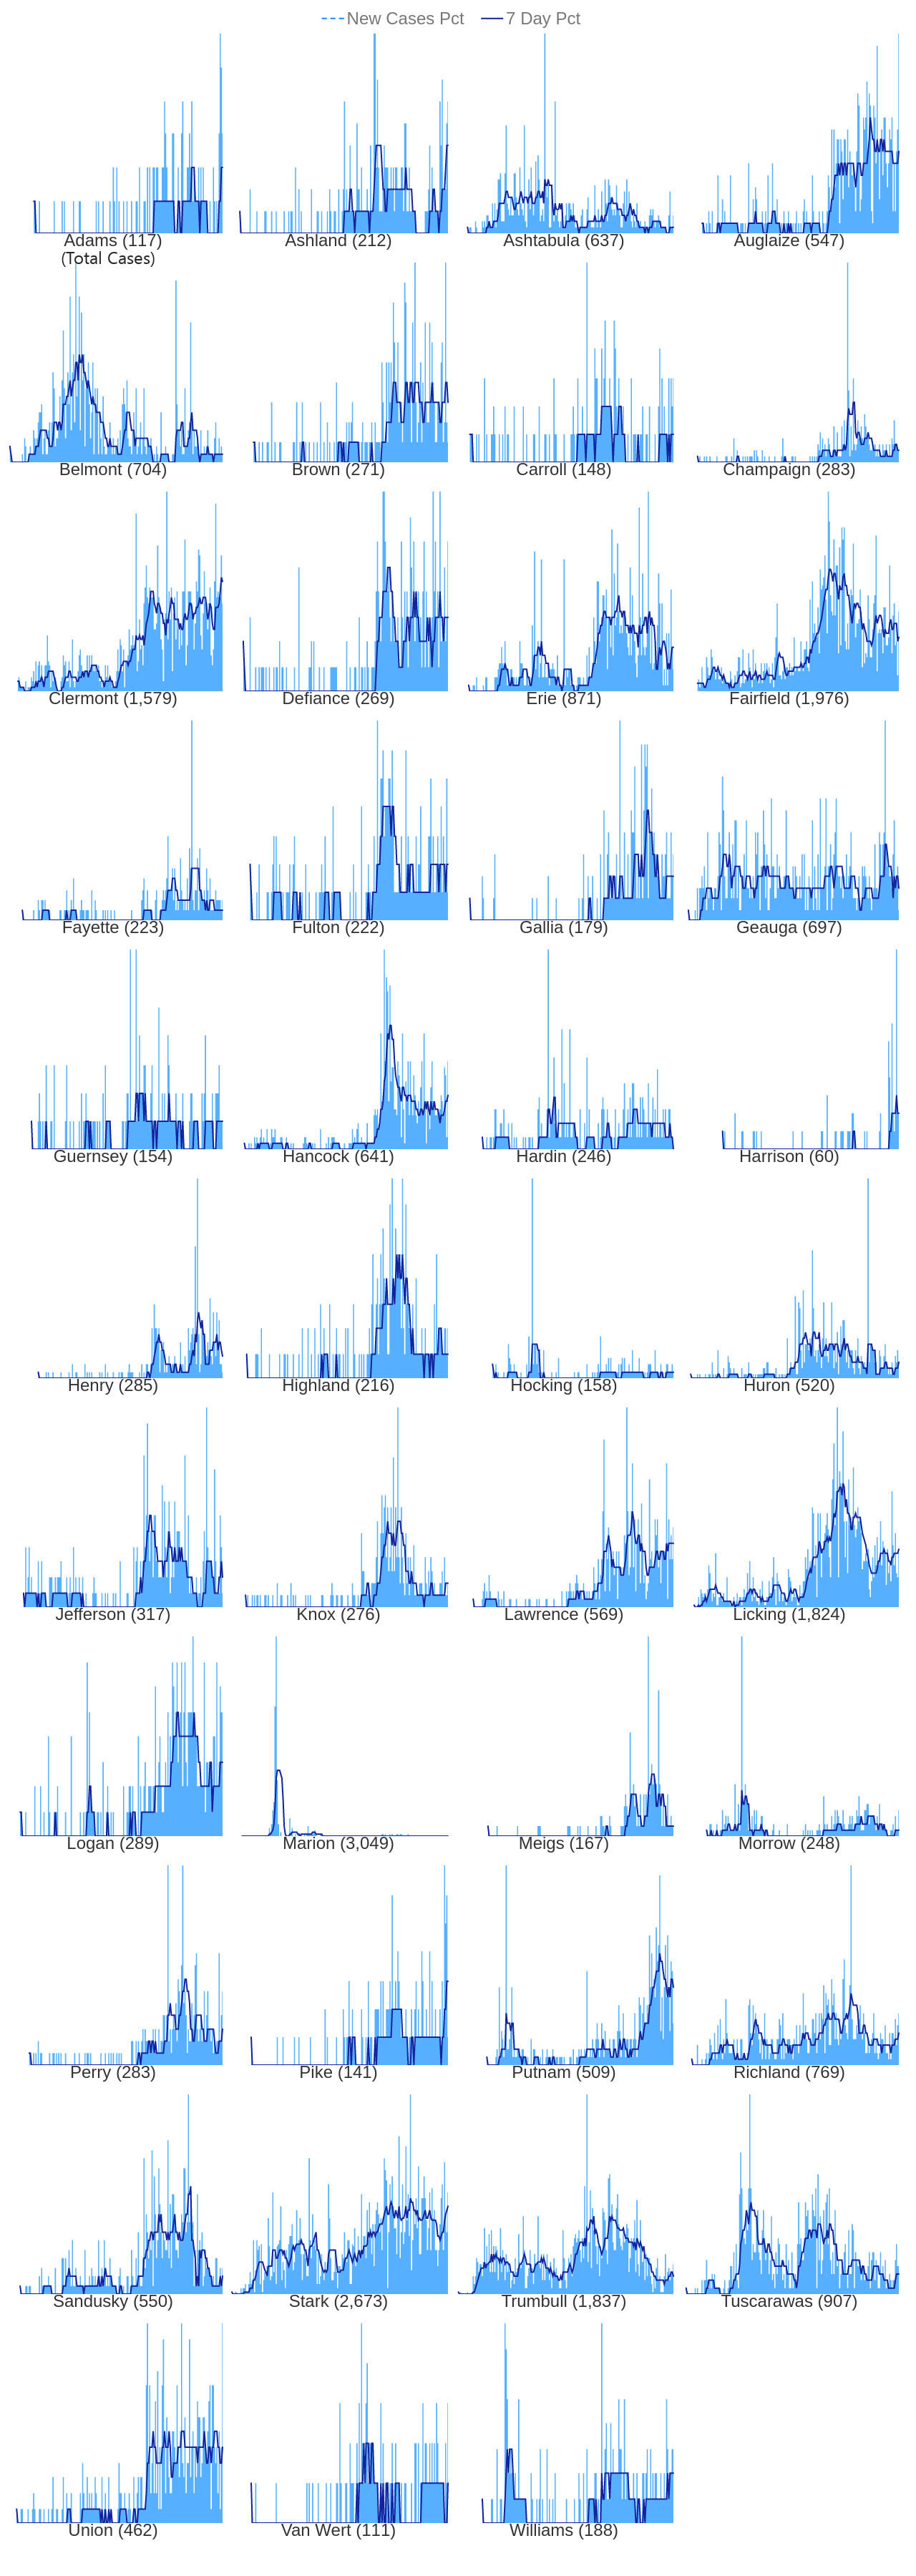 New Cases Pct 7 Day Pct
Adams (117) Ashland (212) Ashtabula (637) Auglaize (547)
(Total Cases)
Belmont (704) Brown (271) Carroll (148) Champaign (283)
Clermont (1,579) Defiance (269) Erie (871) Fairfield (1,976)
Fayette (223) Fulton (222) Gallia (179) Geauga (697)
Guernsey (154) Hancock (641) Hardin (246) Harrison (60)
Henry (285) Highland (216) Hocking (158) Huron (520)
Jefferson (317) Knox (276) Lawrence (569) Licking (1,824)
Logan (289) Marion (3,049) Meigs (167) Morrow (248)
Perry (283) Pike (141) Putnam (509) Richland (769)
Sandusky (550) Stark (2,673) Trumbull (1,837) Tuscarawas (907)
Union (462) Van Wert (111) Williams (188)